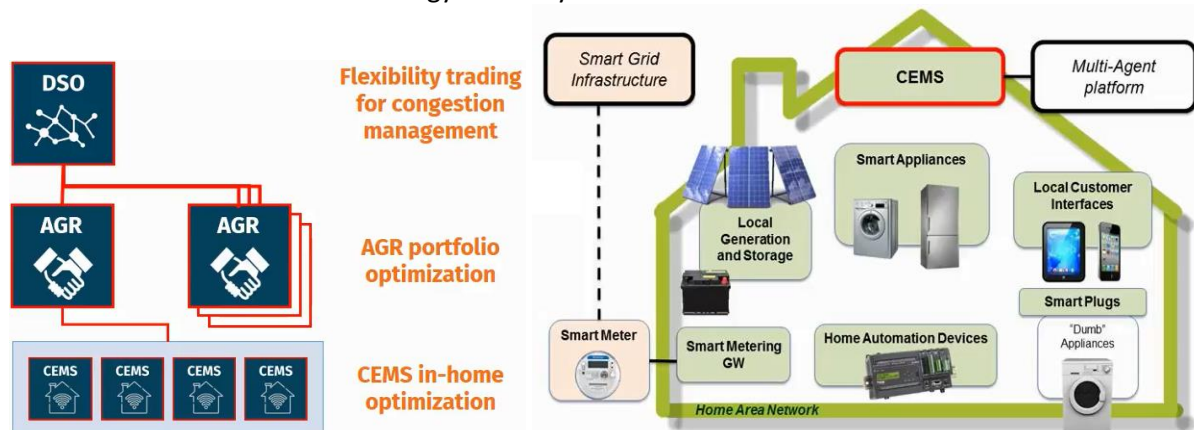 DSO
Flexibility trading
for congestion
management
AGR
AGR
AGR portfolio
optimization
CEMS
CEMS
CEMS
CEMS
CEMS in-home
optimization
Smart Grid
Infrastructure
CEMS
Multi-Agent
platform
Smart Appliances
Local Customer
Interfaces
Local
Generation
and Storage
Smart Plugs
"Dumb"
Appliances
Smart Meter
Smart Metering
GW
Home Automation Devices
Home Area Network